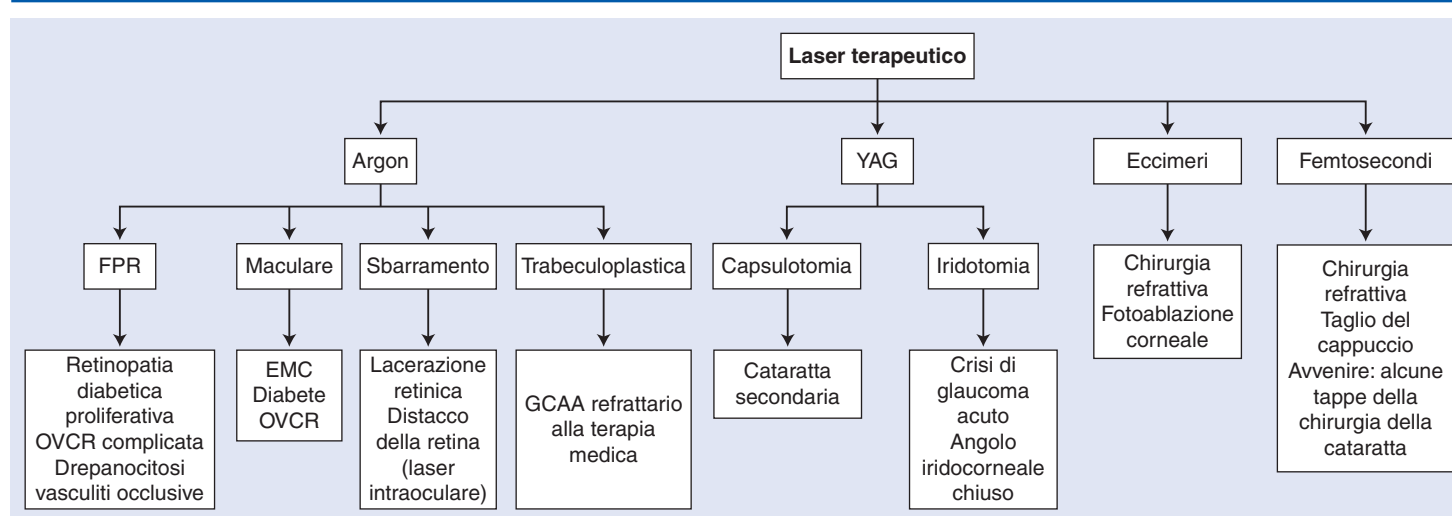 Laser terapeutico
Argon
YAG
Eccimeri
Femtosecondi
FPR
Maculare
Sbarramento
Trabeculoplastica
Capsulotomia
Iridotomia
Chirurgia
refrattiva
Fotoablazione
corneale
Chirurgia
refrattiva
Taglio del
cappuccio
Avvenire: alcune
tappe della
chirurgia della
cataratta
Retinopatia
diabetica
proliferativa
OVCR complicata
Drepanocitosi
vasculiti occlusive
EMC
Diabete
OVCR
Lacerazione
retinica
Distacco
della retina
(laser
intraoculare)
GCAA refrattario
alla terapia
medica
Cataratta
secondaria
Crisi di
glaucoma
acuto
Angolo
iridocorneale
chiuso